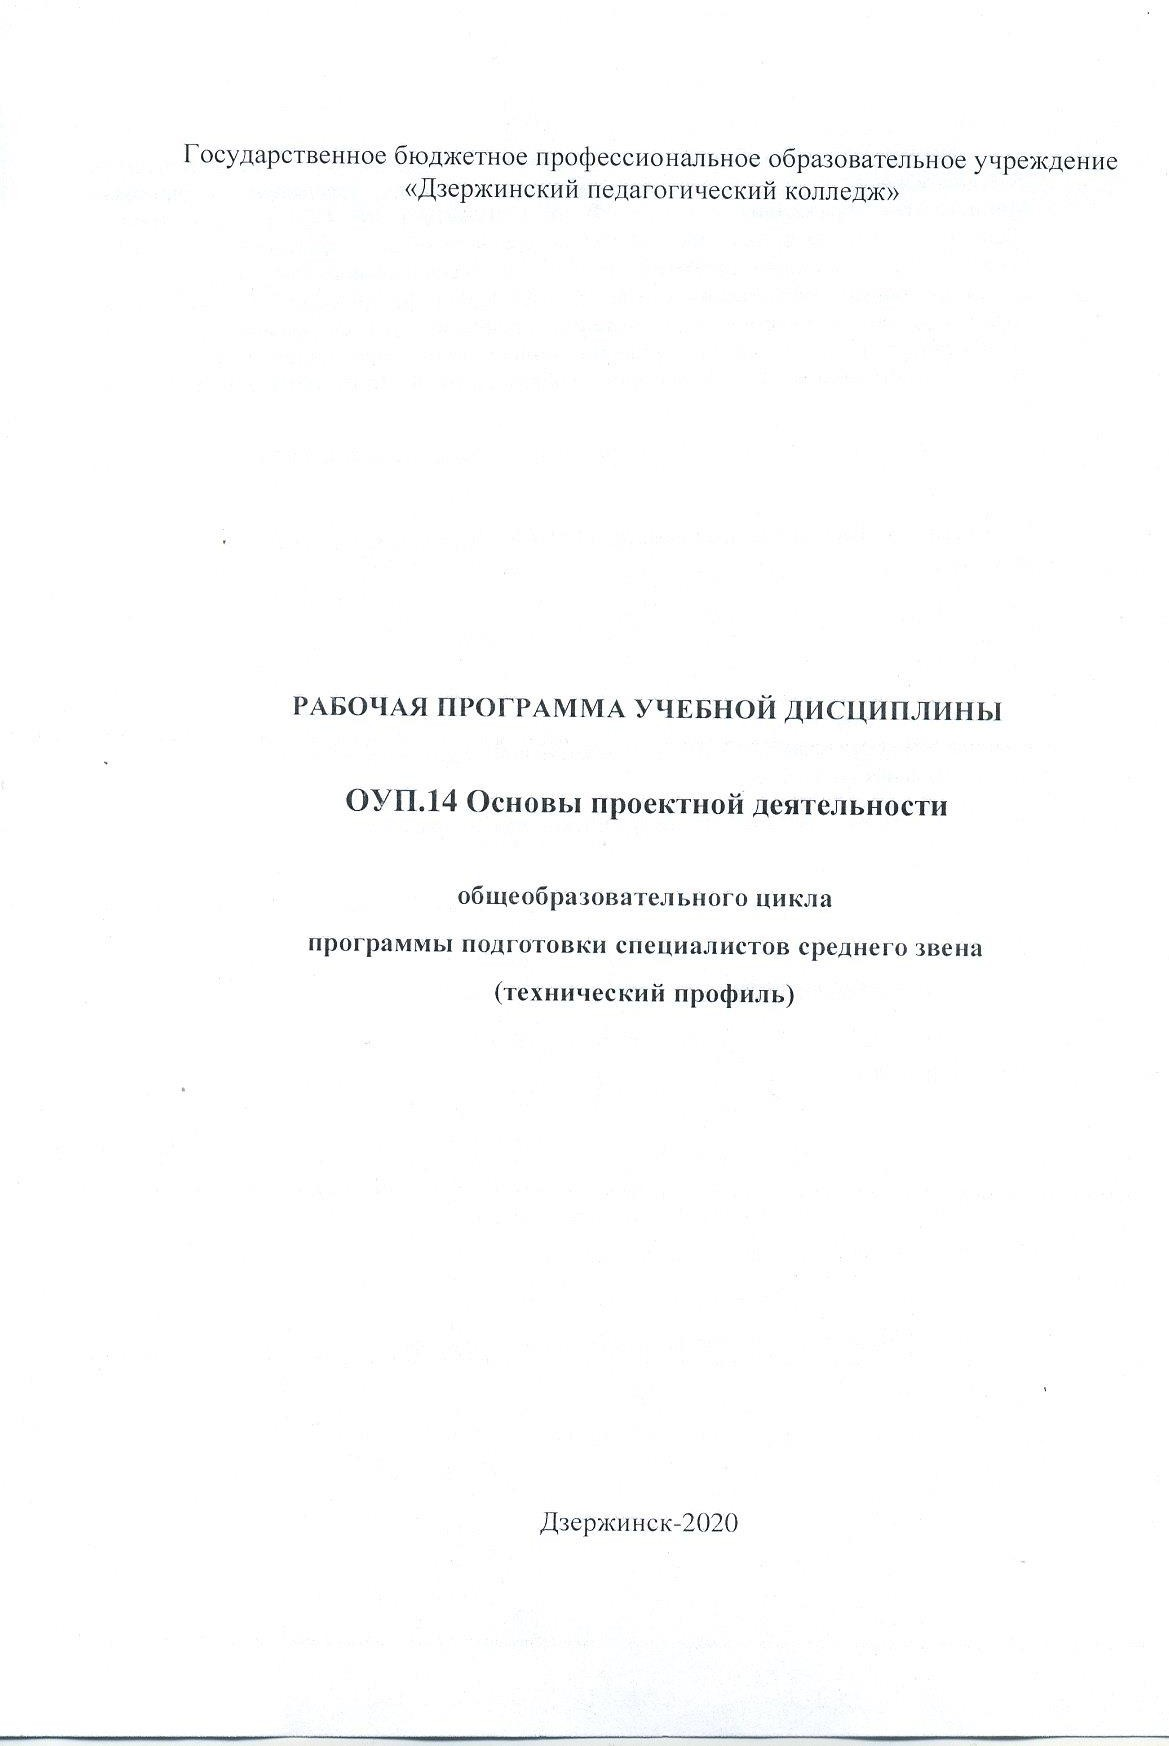 Государственное бюджетное профессиональное образовательное учреждение
«Дзержинский педагогический колледж»
РАБОЧАЯ ПРОГРАММА УЧЕБНОЙ ДИСЦИПЛИНЫ
ОУП.14 Основы проектной деятельности
общеобразовательного цикла
программы подготовки специалистов среднего звена
(технический профиль)
Дзержинск-2020